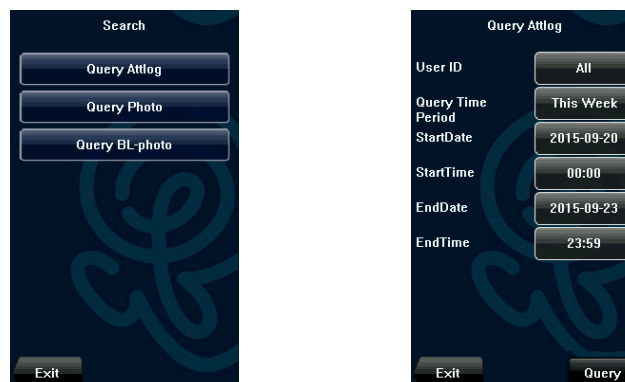 Search
Query Attlog
Query Photo
Query BL-photo
Exit
Query Attlog
User ID
All
Query Time
Period
This Week
StartDate
2015-09-20
StartTime
00:00
EndDate
2015-09-23
EndTime
23:59
Exit
Query